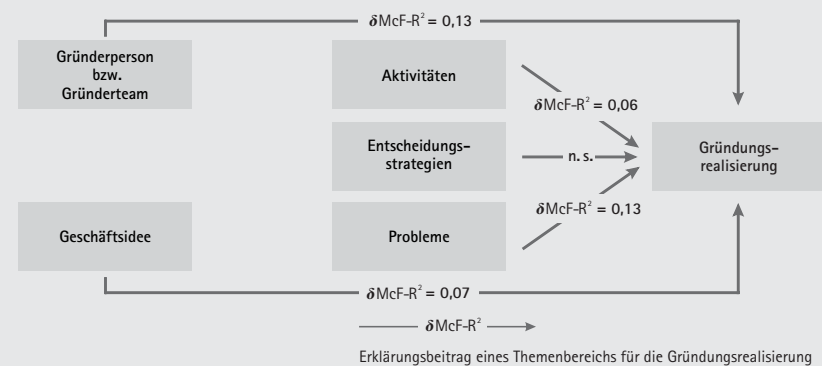 δMcF-R² = 0,13
Gründerperson
bzw.
Gründerteam
Aktivitäten
δMcF-R² = 0,06
Entscheidungs-
strategien
n. s.
Gründungs-
realisierung
δMcF-R² = 0,13
Geschäftsidee
Probleme
δMcF-R² = 0,07
δMcF-R²
Erklärungsbeitrag eines Themenbereichs für die Gründungsrealisierung